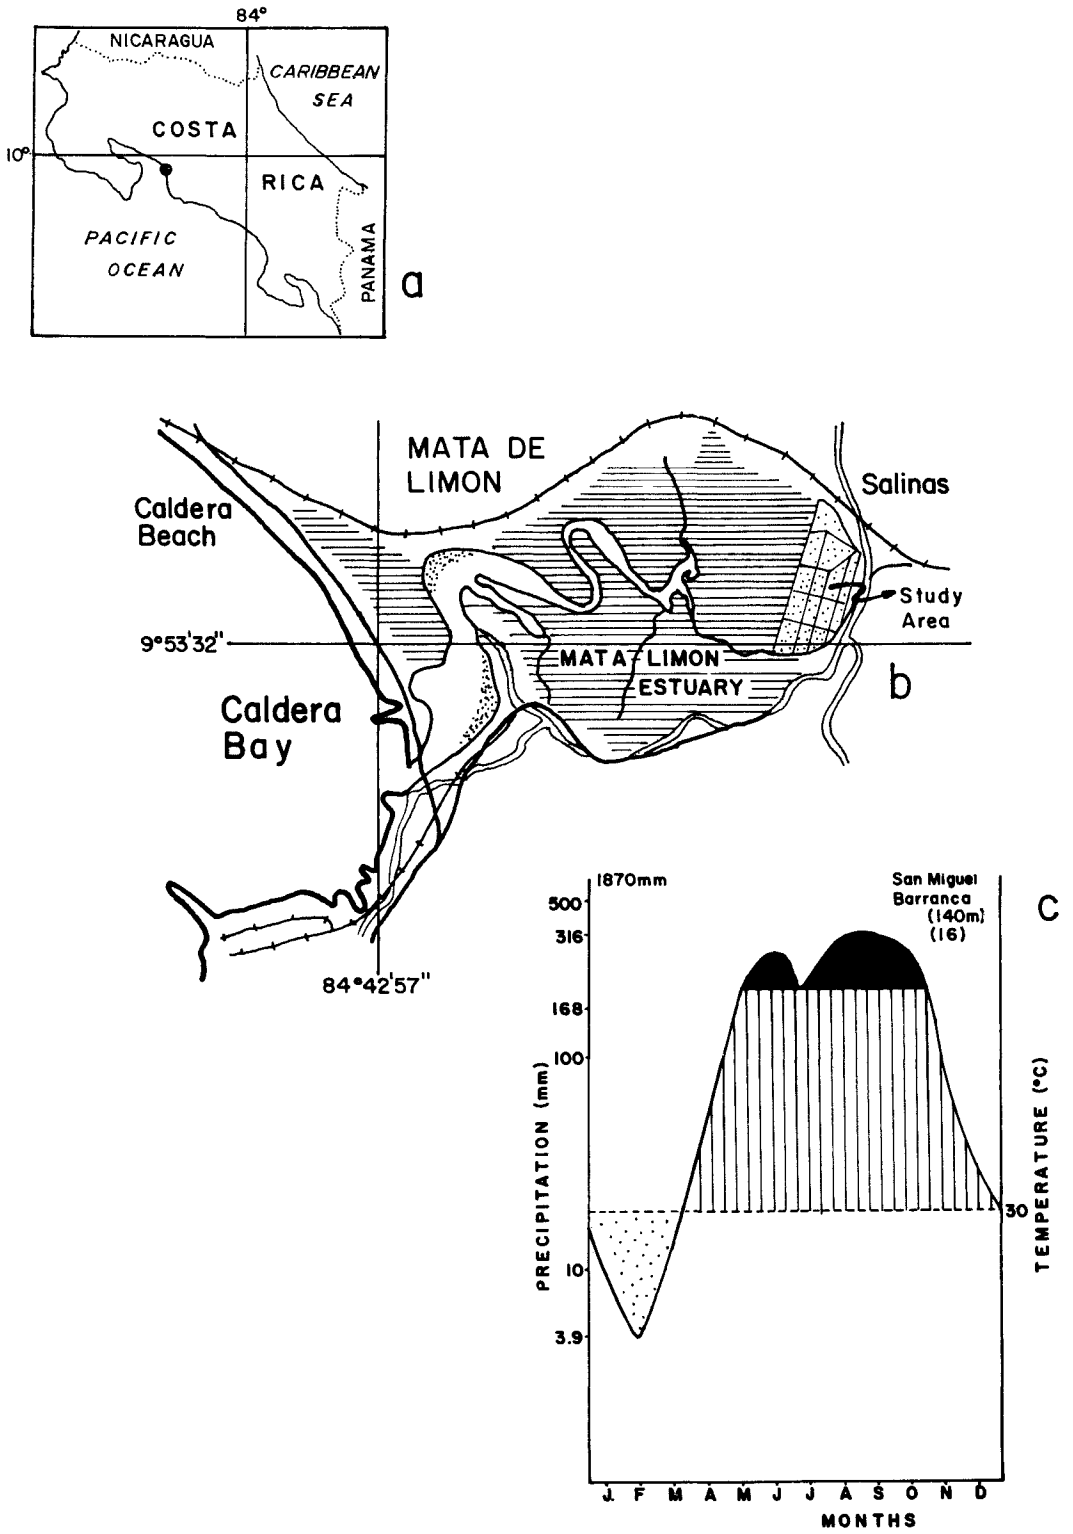 84°
NICARAGUA
CARIBBEAN
SEA
COSTA
10°
RICA
PACIFIC
OCEAN
PANAMA
a
MATA DE
LIMON
Caldera
Beach
Salinas
Study
Area
9°53'32"
MATA-LIMON
ESTUARY
b
Caldera
Bay
84°42'57"
1870mm
San Miguel
Barranca
(140m)
(16)
c
500
316
168
100
30
10
3.9
PRECIPITATION (mm)
TEMPERATURE (°C)
J. F M A M J J A S O N D
MONTHS